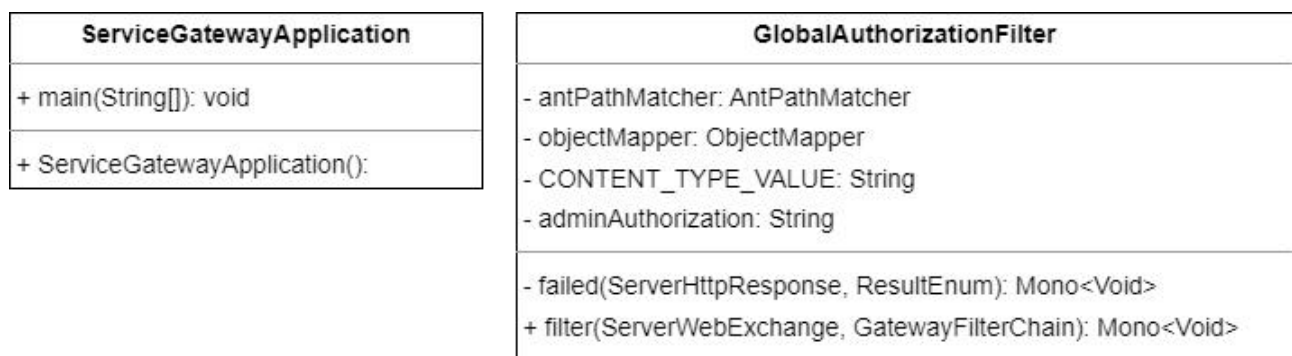 ServiceGatewayApplication
+ main(String[]): void
+ ServiceGatewayApplication():
GlobalAuthorizationFilter
- antPathMatcher: AntPathMatcher
- objectMapper: ObjectMapper
- CONTENT_TYPE_VALUE: String
- adminAuthorization: String
- failed(ServerHttpResponse, ResultEnum): Mono<Void>
+ filter(ServerWebExchange, GatewayFilterChain): Mono<Void>